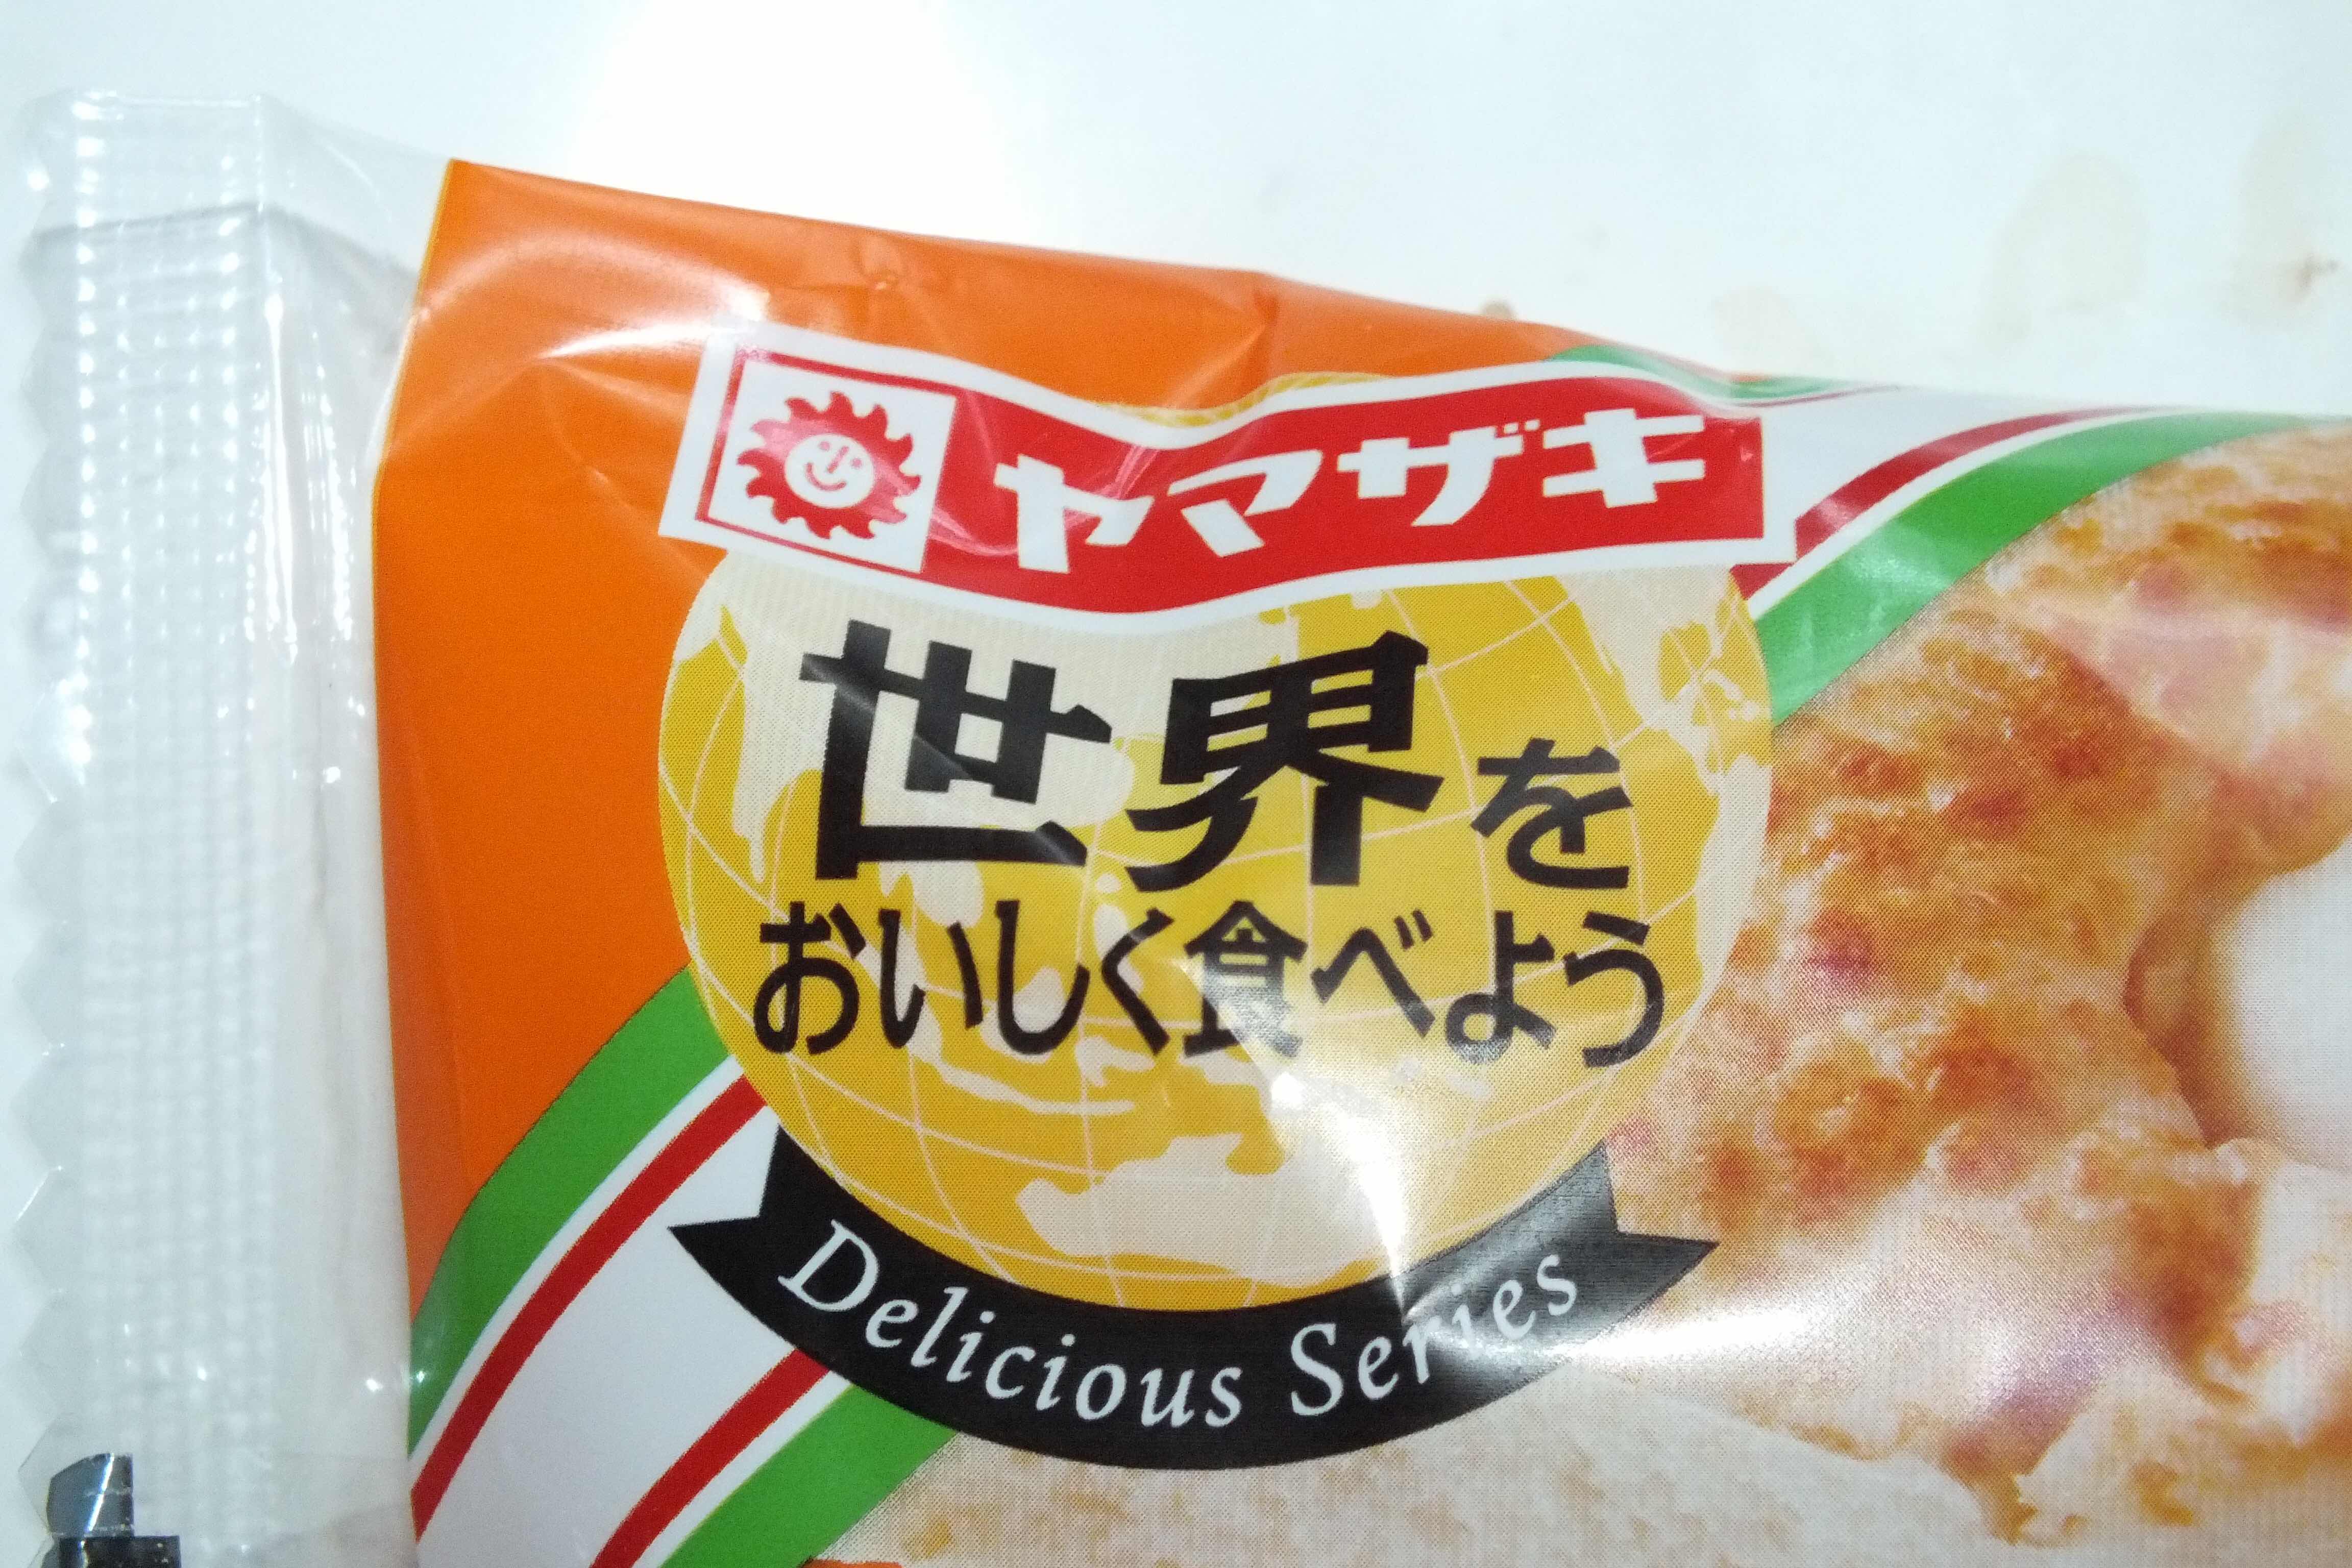 ヤマザキ
世界を
おいしく食べよう
Delicious Series